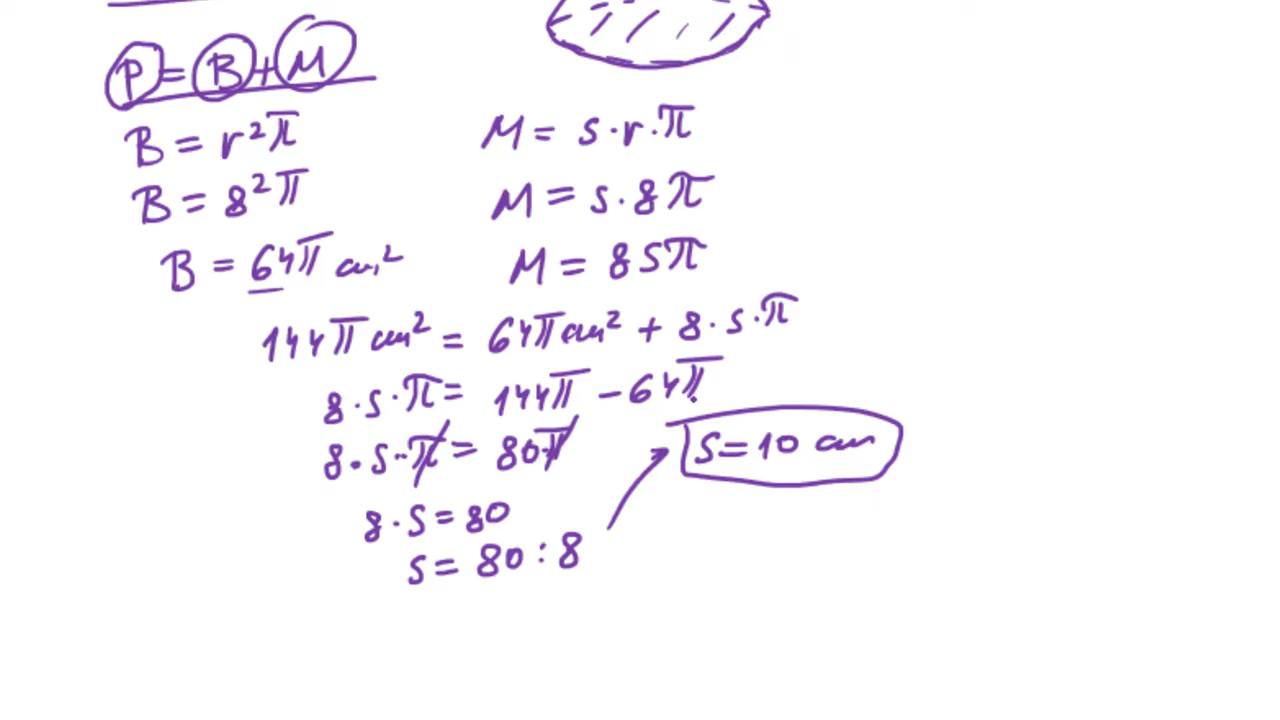 P = B + M
B = r²π
B = 8²π
B = 64π cm²
M = s · r · π
M = s · 8π
M = 8sπ
144π cm² = 64π cm² + 8 · s · π
8 · s · π = 144π − 64π
8 · s · π = 80π
8 · s = 80
s = 80 : 8
s = 10 cm